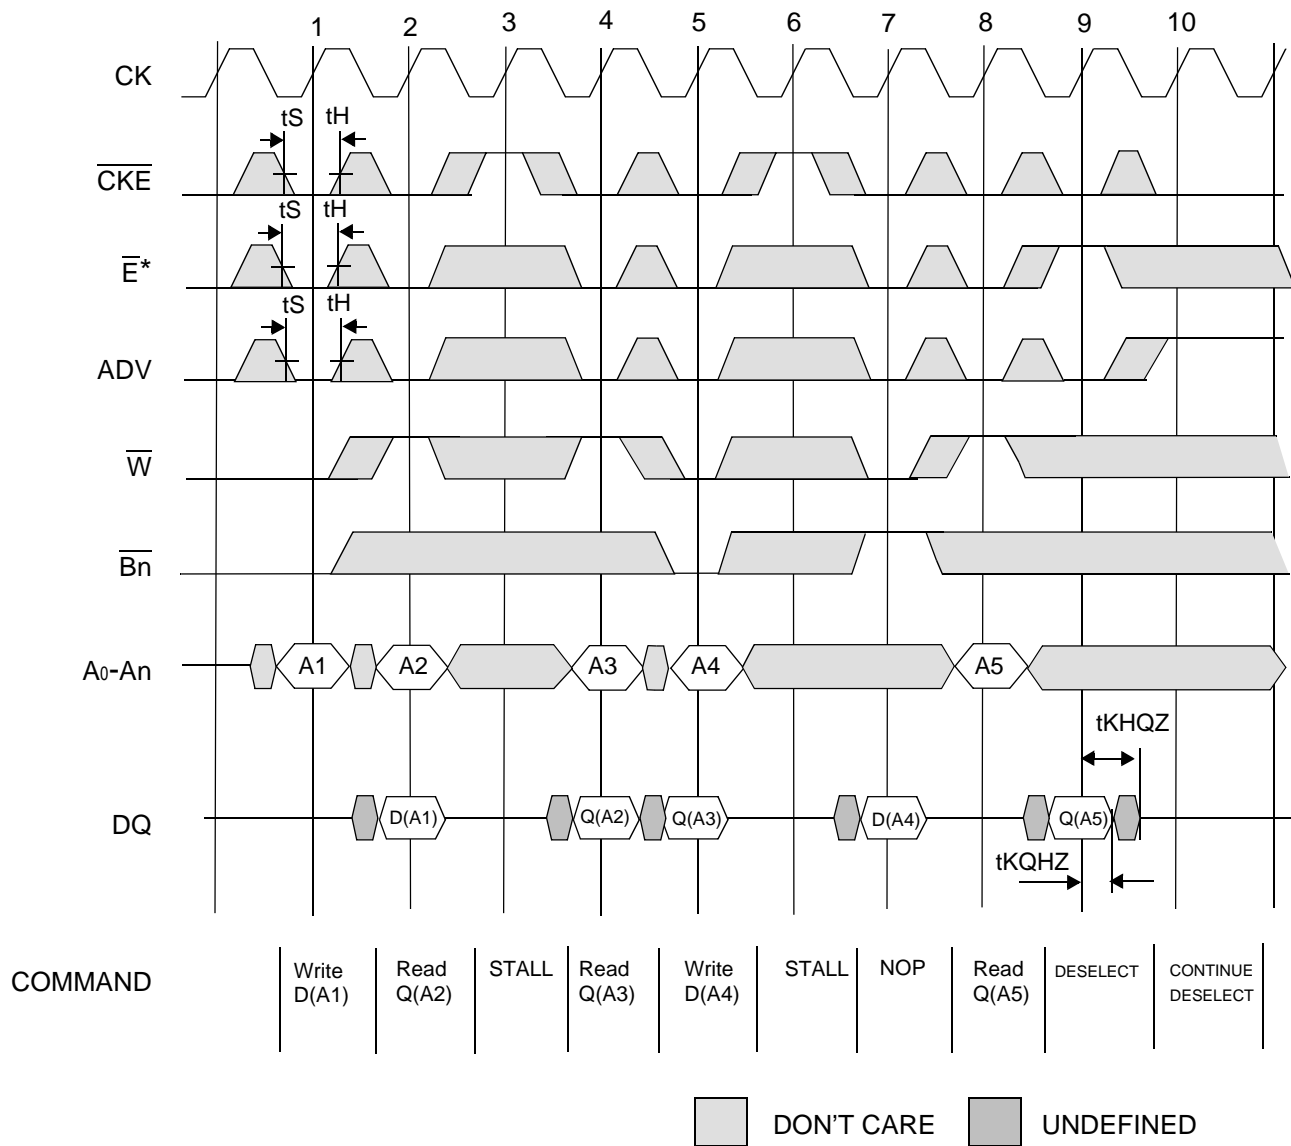 1 2 3 4 5 6 7 8 9 10
CK
tS tH
CKE
tS tH
E*
tS tH
ADV
W
Bn
A0-An A1 A2 A3 A4 A5
tKHQZ
DQ D(A1) Q(A2) Q(A3) D(A4) Q(A5)
tKQHZ
COMMAND
Write
D(A1)
Read
Q(A2)
STALL
Read
Q(A3)
Write
D(A4)
STALL
NOP
Read
Q(A5)
DESELECT
CONTINUE
DESELECT
DON'T CARE
UNDEFINED